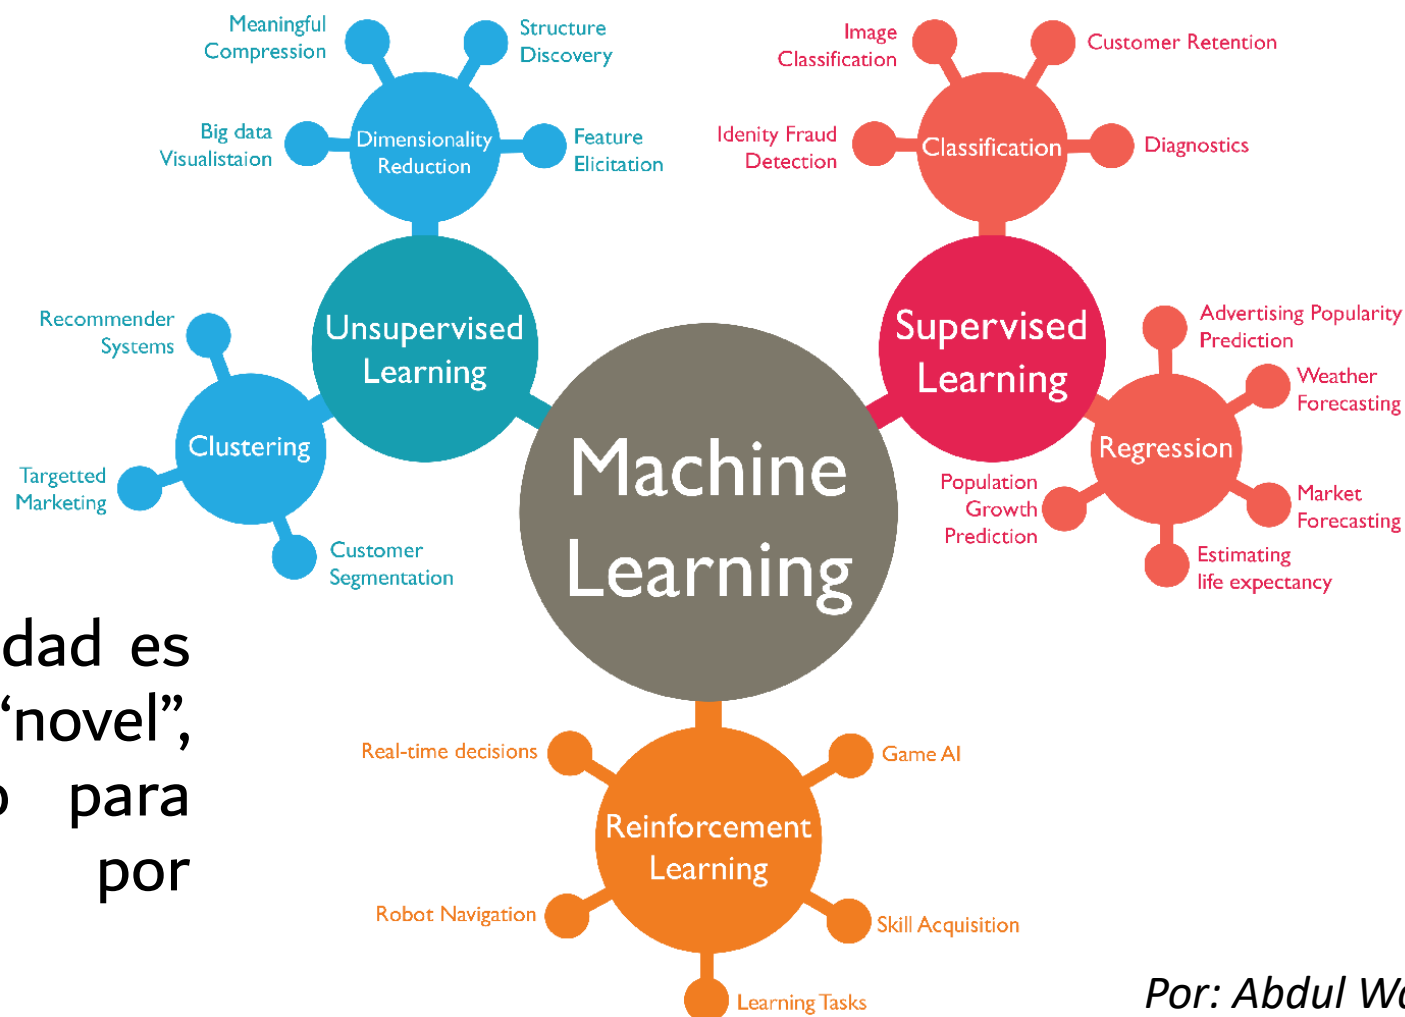 Meaningful
Compression
Structure
Discovery
Big data
Visualistaion
Dimensionality
Reduction
Feature
Elicitation
Image
Classification
Customer Retention
Idenity Fraud
Detection
Classification
Diagnostics
Recommender
Systems
Unsupervised
Learning
Clustering
Targetted
Marketing
Customer
Segmentation
Supervised
Learning
Advertising Popularity
Prediction
Weather
Forecasting
Regression
Population
Growth
Prediction
Market
Forecasting
Estimating
life expectancy
Machine
Learning
dad es
“novel”,
para
por
Real-time decisions
Game AI
Reinforcement
Learning
Robot Navigation
Skill Acquisition
Learning Tasks
Por: Abdul